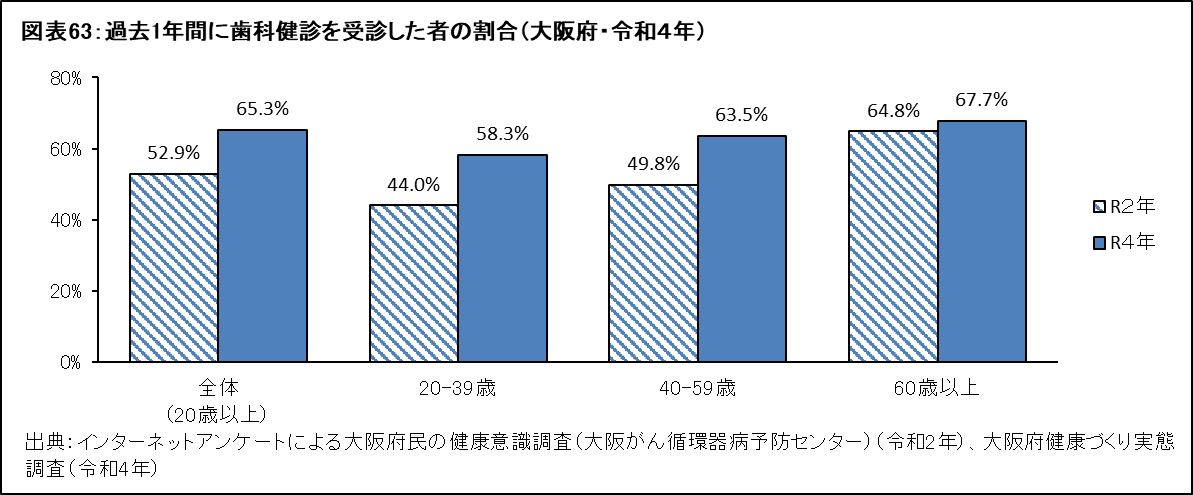 図表63：過去1年間に歯科健診を受診した者の割合（大阪府・令和４年）
80%
60%
40%
20%
0%
52.9%
65.3%
44.0%
58.3%
49.8%
63.5%
64.8%
67.7%
R２年
R４年
全体
（20歳以上）
20-39歳
40-59歳
60歳以上
出典：インターネットアンケートによる大阪府民の健康意識調査（大阪がん循環器病予防センター）（令和2年）、大阪府健康づくり実態
調査（令和4年）